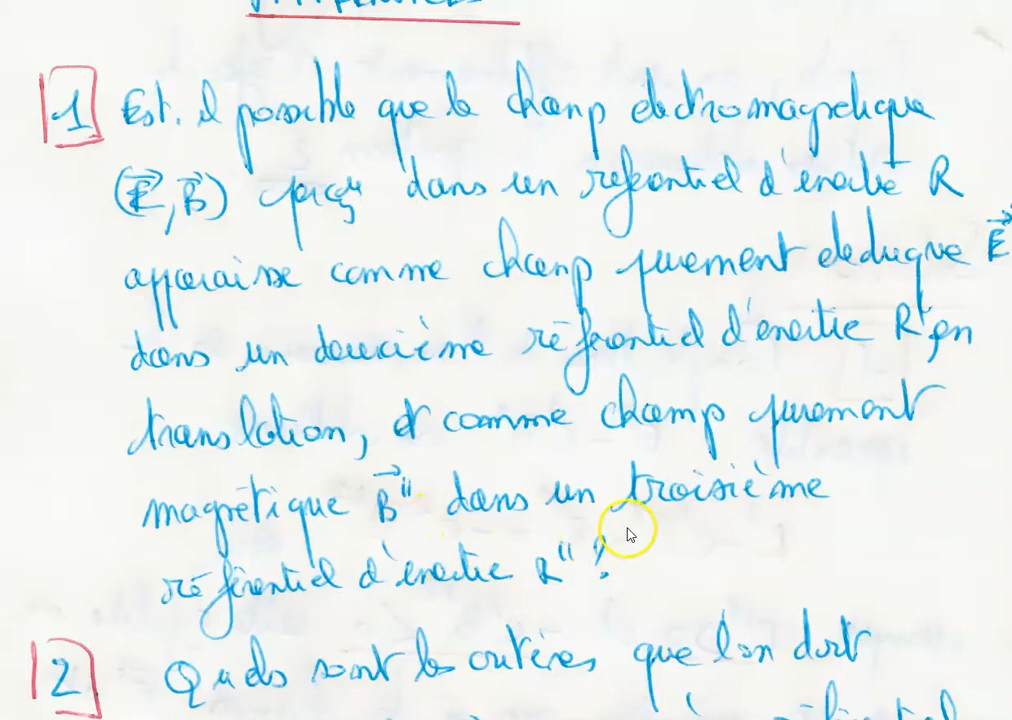 1 Est-il possible que le champ électromagnétique
(E, B) perçu dans un référentiel d'inertie R
apparaisse comme champ purement électrique E'
dans un deuxième référentiel d'inertie R' en
translation, et comme champ purement
magnétique B" dans un troisième
référentiel d'inertie R" ?
2 Quels sont les critères que l'on doit